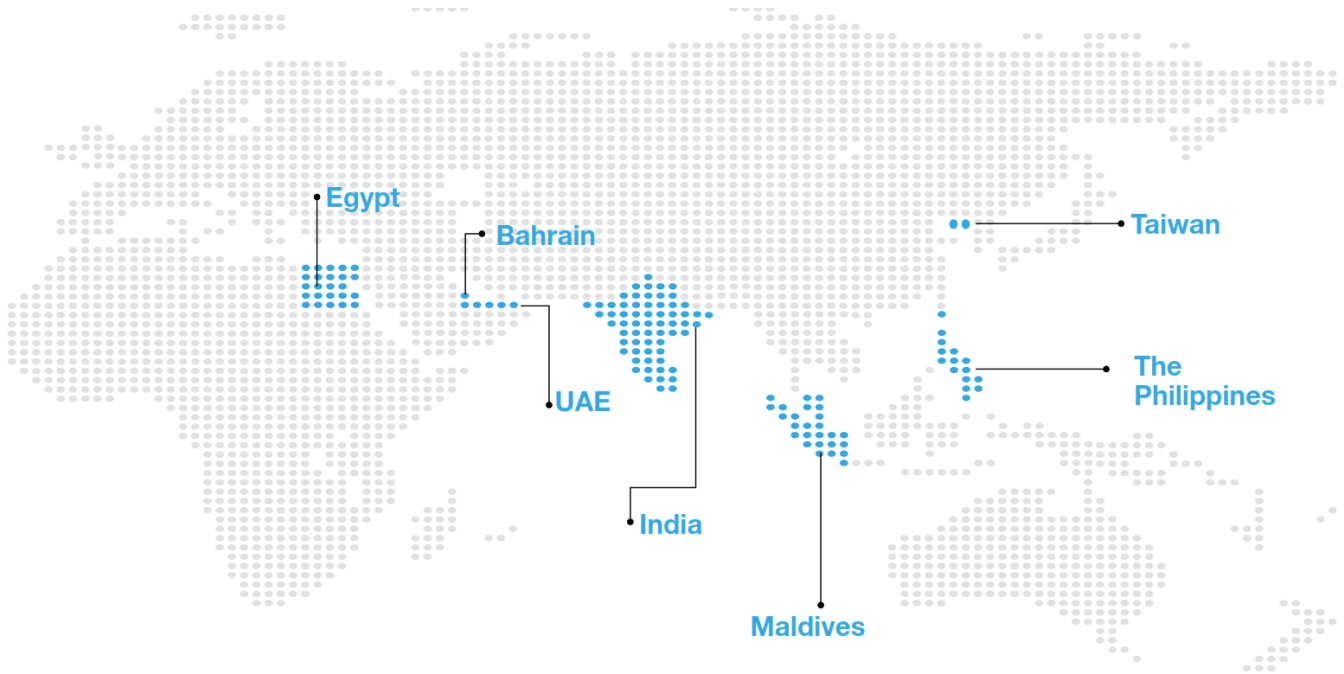 Egypt
Bahrain
Taiwan
The
Philippines
UAE
India
Maldives